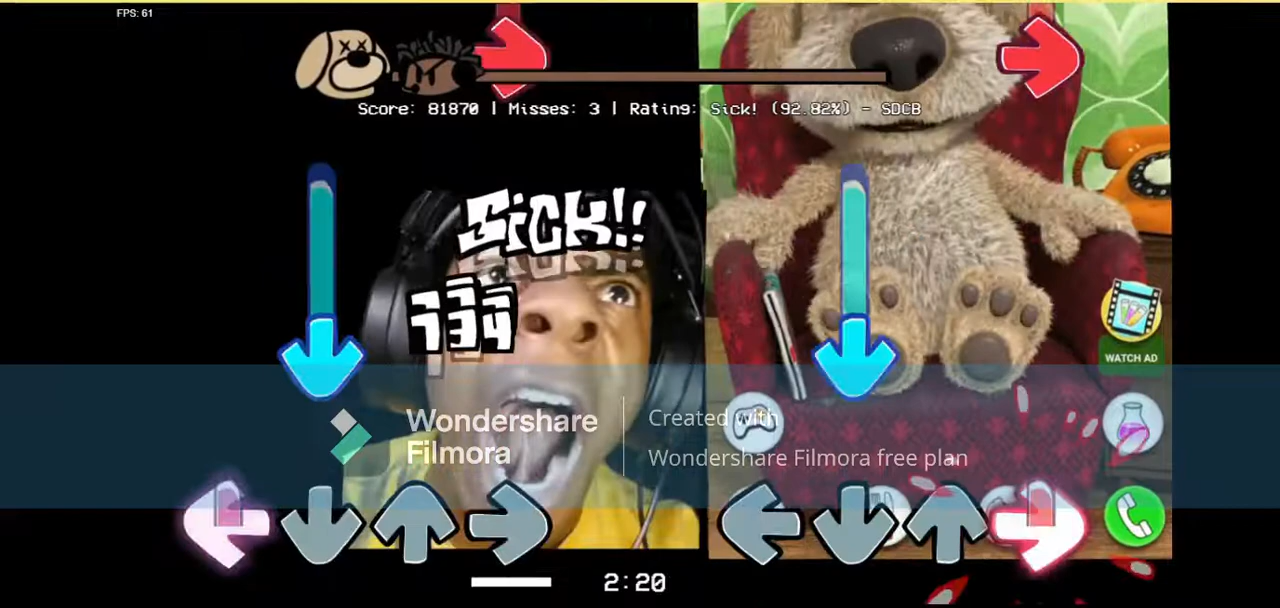 FPS: 61
Score: 81870 | Misses: 3 | Rating: Sick! (92.82%) - SDCB
Sick!!
134
WATCH AD
Wondershare
Filmora
Created with
Wondershare Filmora free plan
2:20